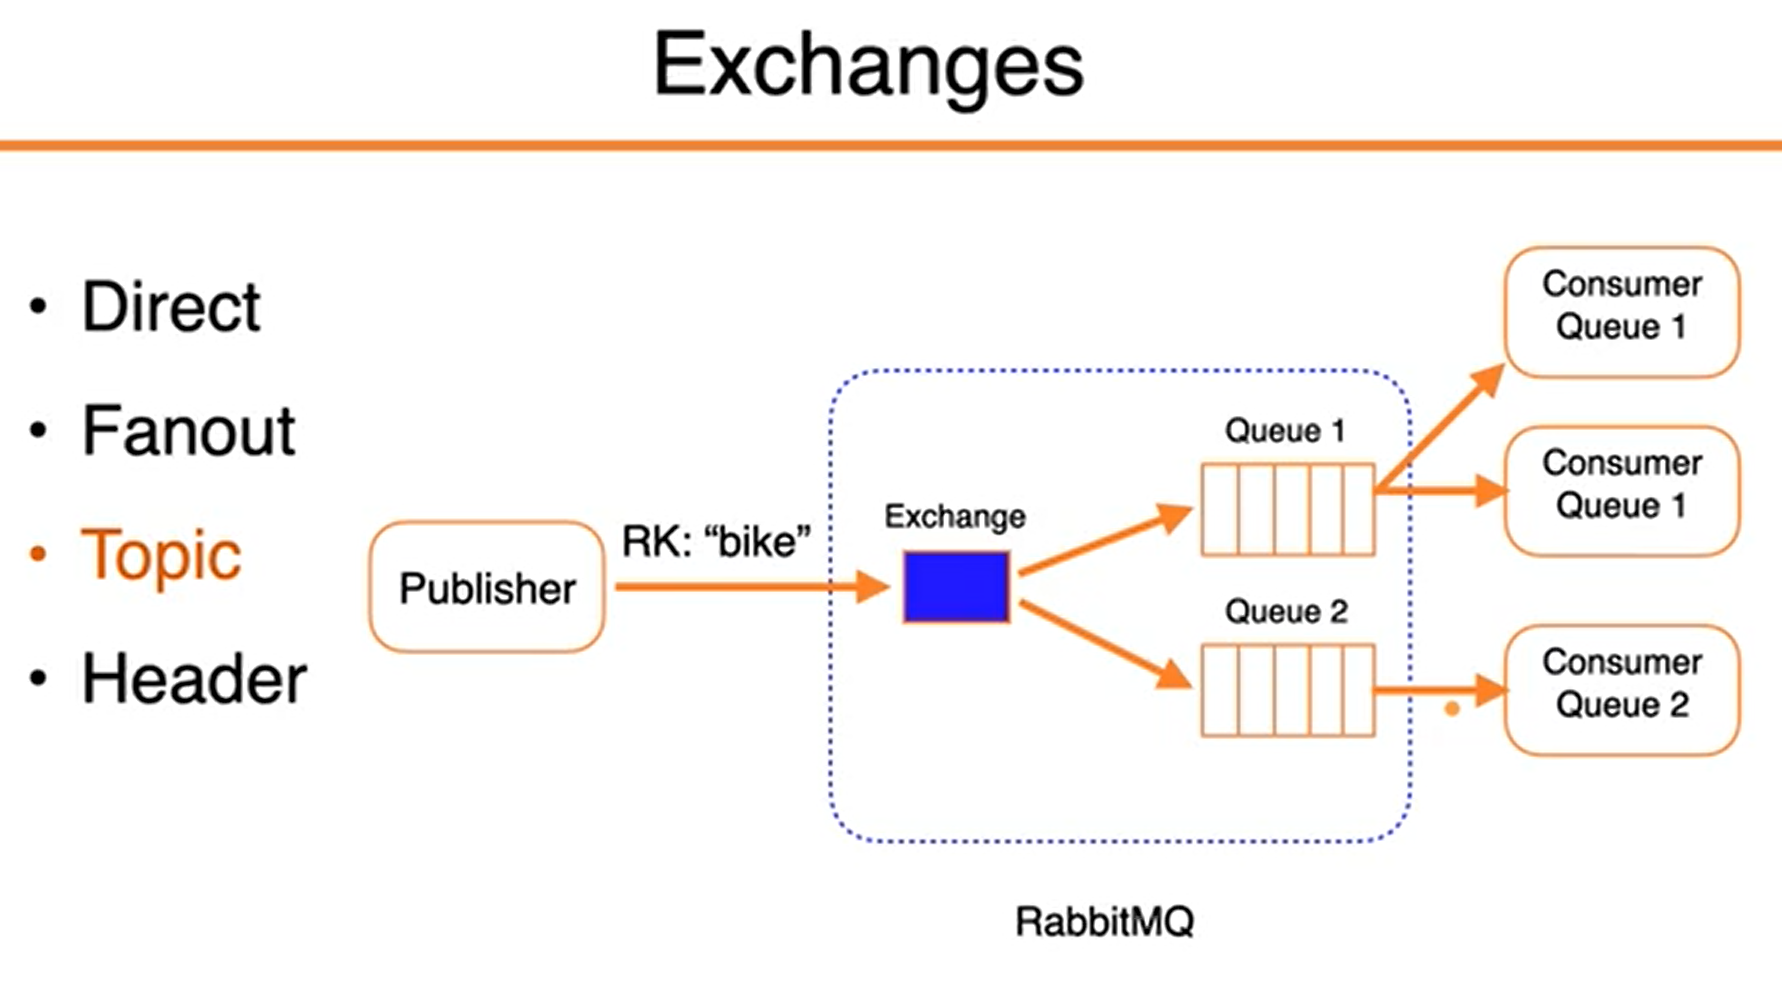 Exchanges
• Direct
• Fanout
• Topic
• Header
Publisher
RK: “bike”
Exchange
Queue 1
Queue 2
Consumer
Queue 1
Consumer
Queue 1
Consumer
Queue 2
RabbitMQ